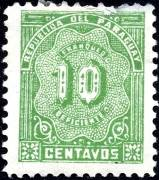 REPUBLICA DEL PARAGUAY
FRANQUEO
10
DEFICIENTE
CENTAVOS